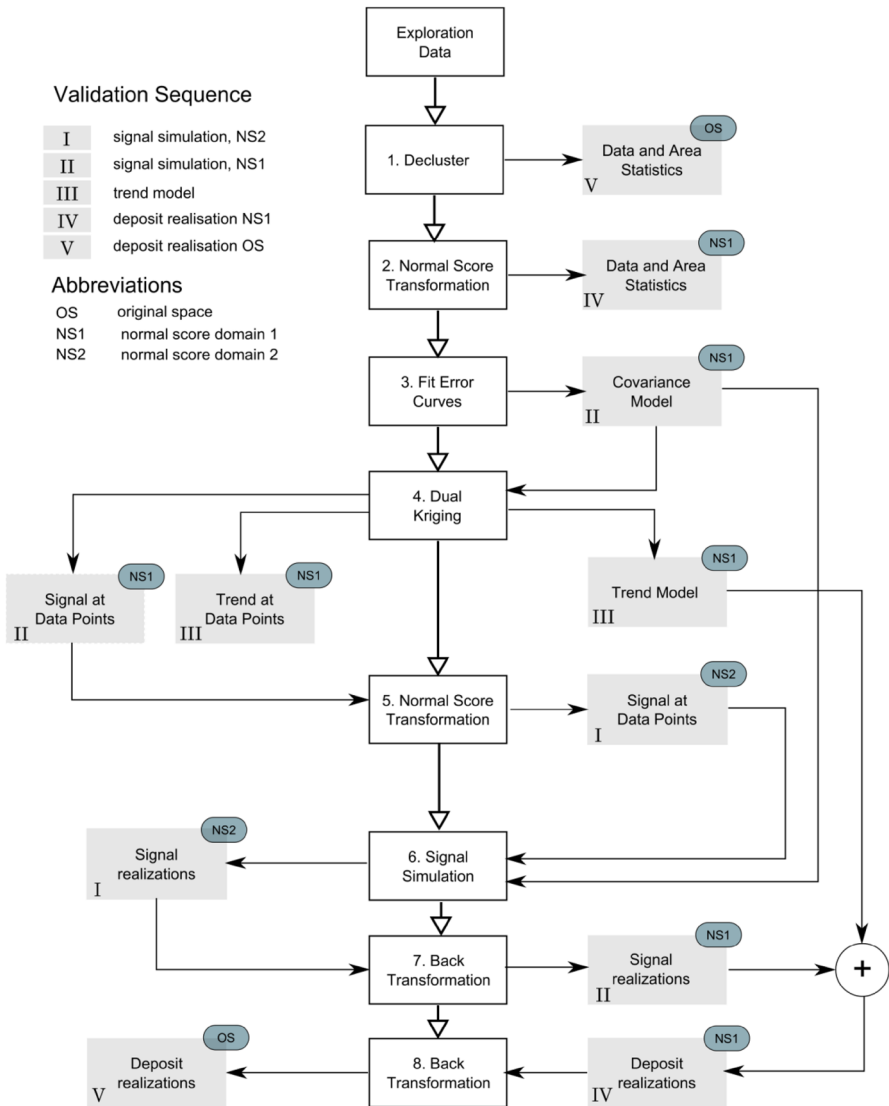 Exploration
Data
Validation Sequence
I signal simulation, NS2
II signal simulation, NS1
III trend model
IV deposit realisation NS1
V deposit realisation OS
Abbreviations
OS original space
NS1 normal score domain 1
NS2 normal score domain 2
1. Decluster
OS
Data and Area
Statistics
V
2. Normal Score
Transformation
NS1
Data and Area
Statistics
IV
3. Fit Error
Curves
NS1
Covariance
Model
II
4. Dual
Kriging
NS1
Signal at
Data Points
II
NS1
Trend at
Data Points
III
NS1
Trend Model
III
5. Normal Score
Transformation
NS2
Signal at
Data Points
I
NS2
Signal
realizations
I
6. Signal
Simulation
7. Back
Transformation
NS1
Signal
realizations
II
+
OS
Deposit
realizations
V
8. Back
Transformation
NS1
Deposit
realizations
IV